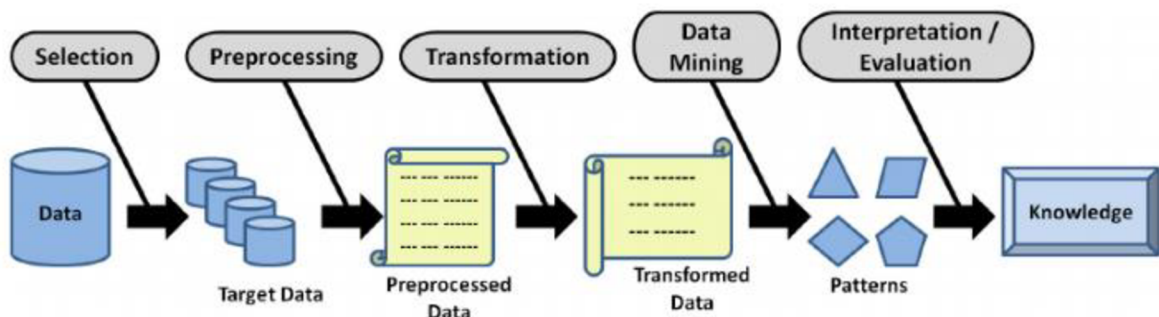 Selection
Preprocessing
Transformation
Data
Mining
Interpretation /
Evaluation
Data
Target Data
Preprocessed
Data
Transformed
Data
Patterns
Knowledge